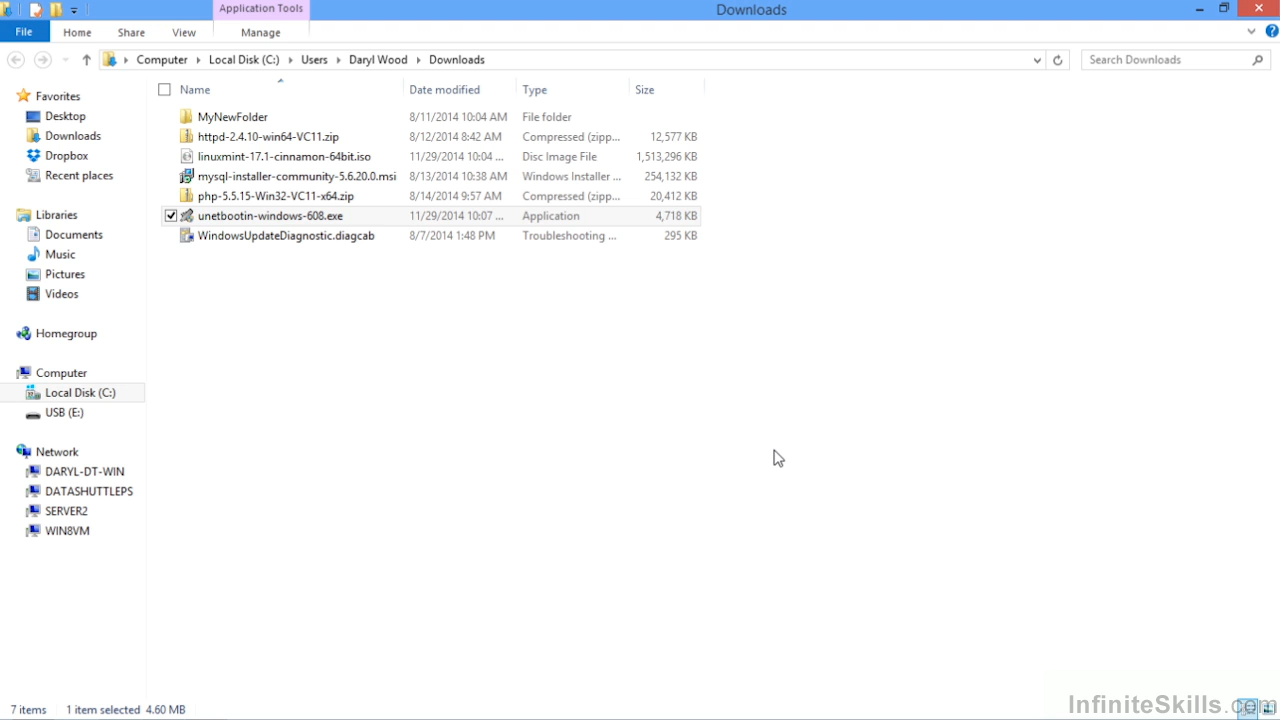 Application Tools
Downloads
File Home Share View Manage
Computer Local Disk (C:) Users Daryl Wood Downloads
Search Downloads
Name Date modified Type Size
MyNewFolder 8/11/2014 10:04 AM File folder
httpd-2.4.10-win64-VC11.zip 8/12/2014 8:42 AM Compressed (zipp... 12,577 KB
linuxmint-17.1-cinnamon-64bit.iso 11/29/2014 10:04 ... Disc Image File 1,513,296 KB
mysql-installer-community-5.6.20.0.msi 8/13/2014 10:38 AM Windows Installer ... 254,132 KB
php-5.5.15-Win32-VC11-x64.zip 8/14/2014 9:57 AM Compressed (zipp... 20,412 KB
unetbootin-windows-608.exe 11/29/2014 10:07 ... Application 4,718 KB
WindowsUpdateDiagnostic.diagcab 8/7/2014 1:48 PM Troubleshooting ... 295 KB
Favorites
Desktop
Downloads
Dropbox
Recent places
Libraries
Documents
Music
Pictures
Videos
Homegroup
Computer
Local Disk (C:)
USB (E:)
Network
DARYL-DT-WIN
DATASHUTTLEPS
SERVER2
WIN8VM
7 items 1 item selected 4.60 MB
InfiniteSkills.com